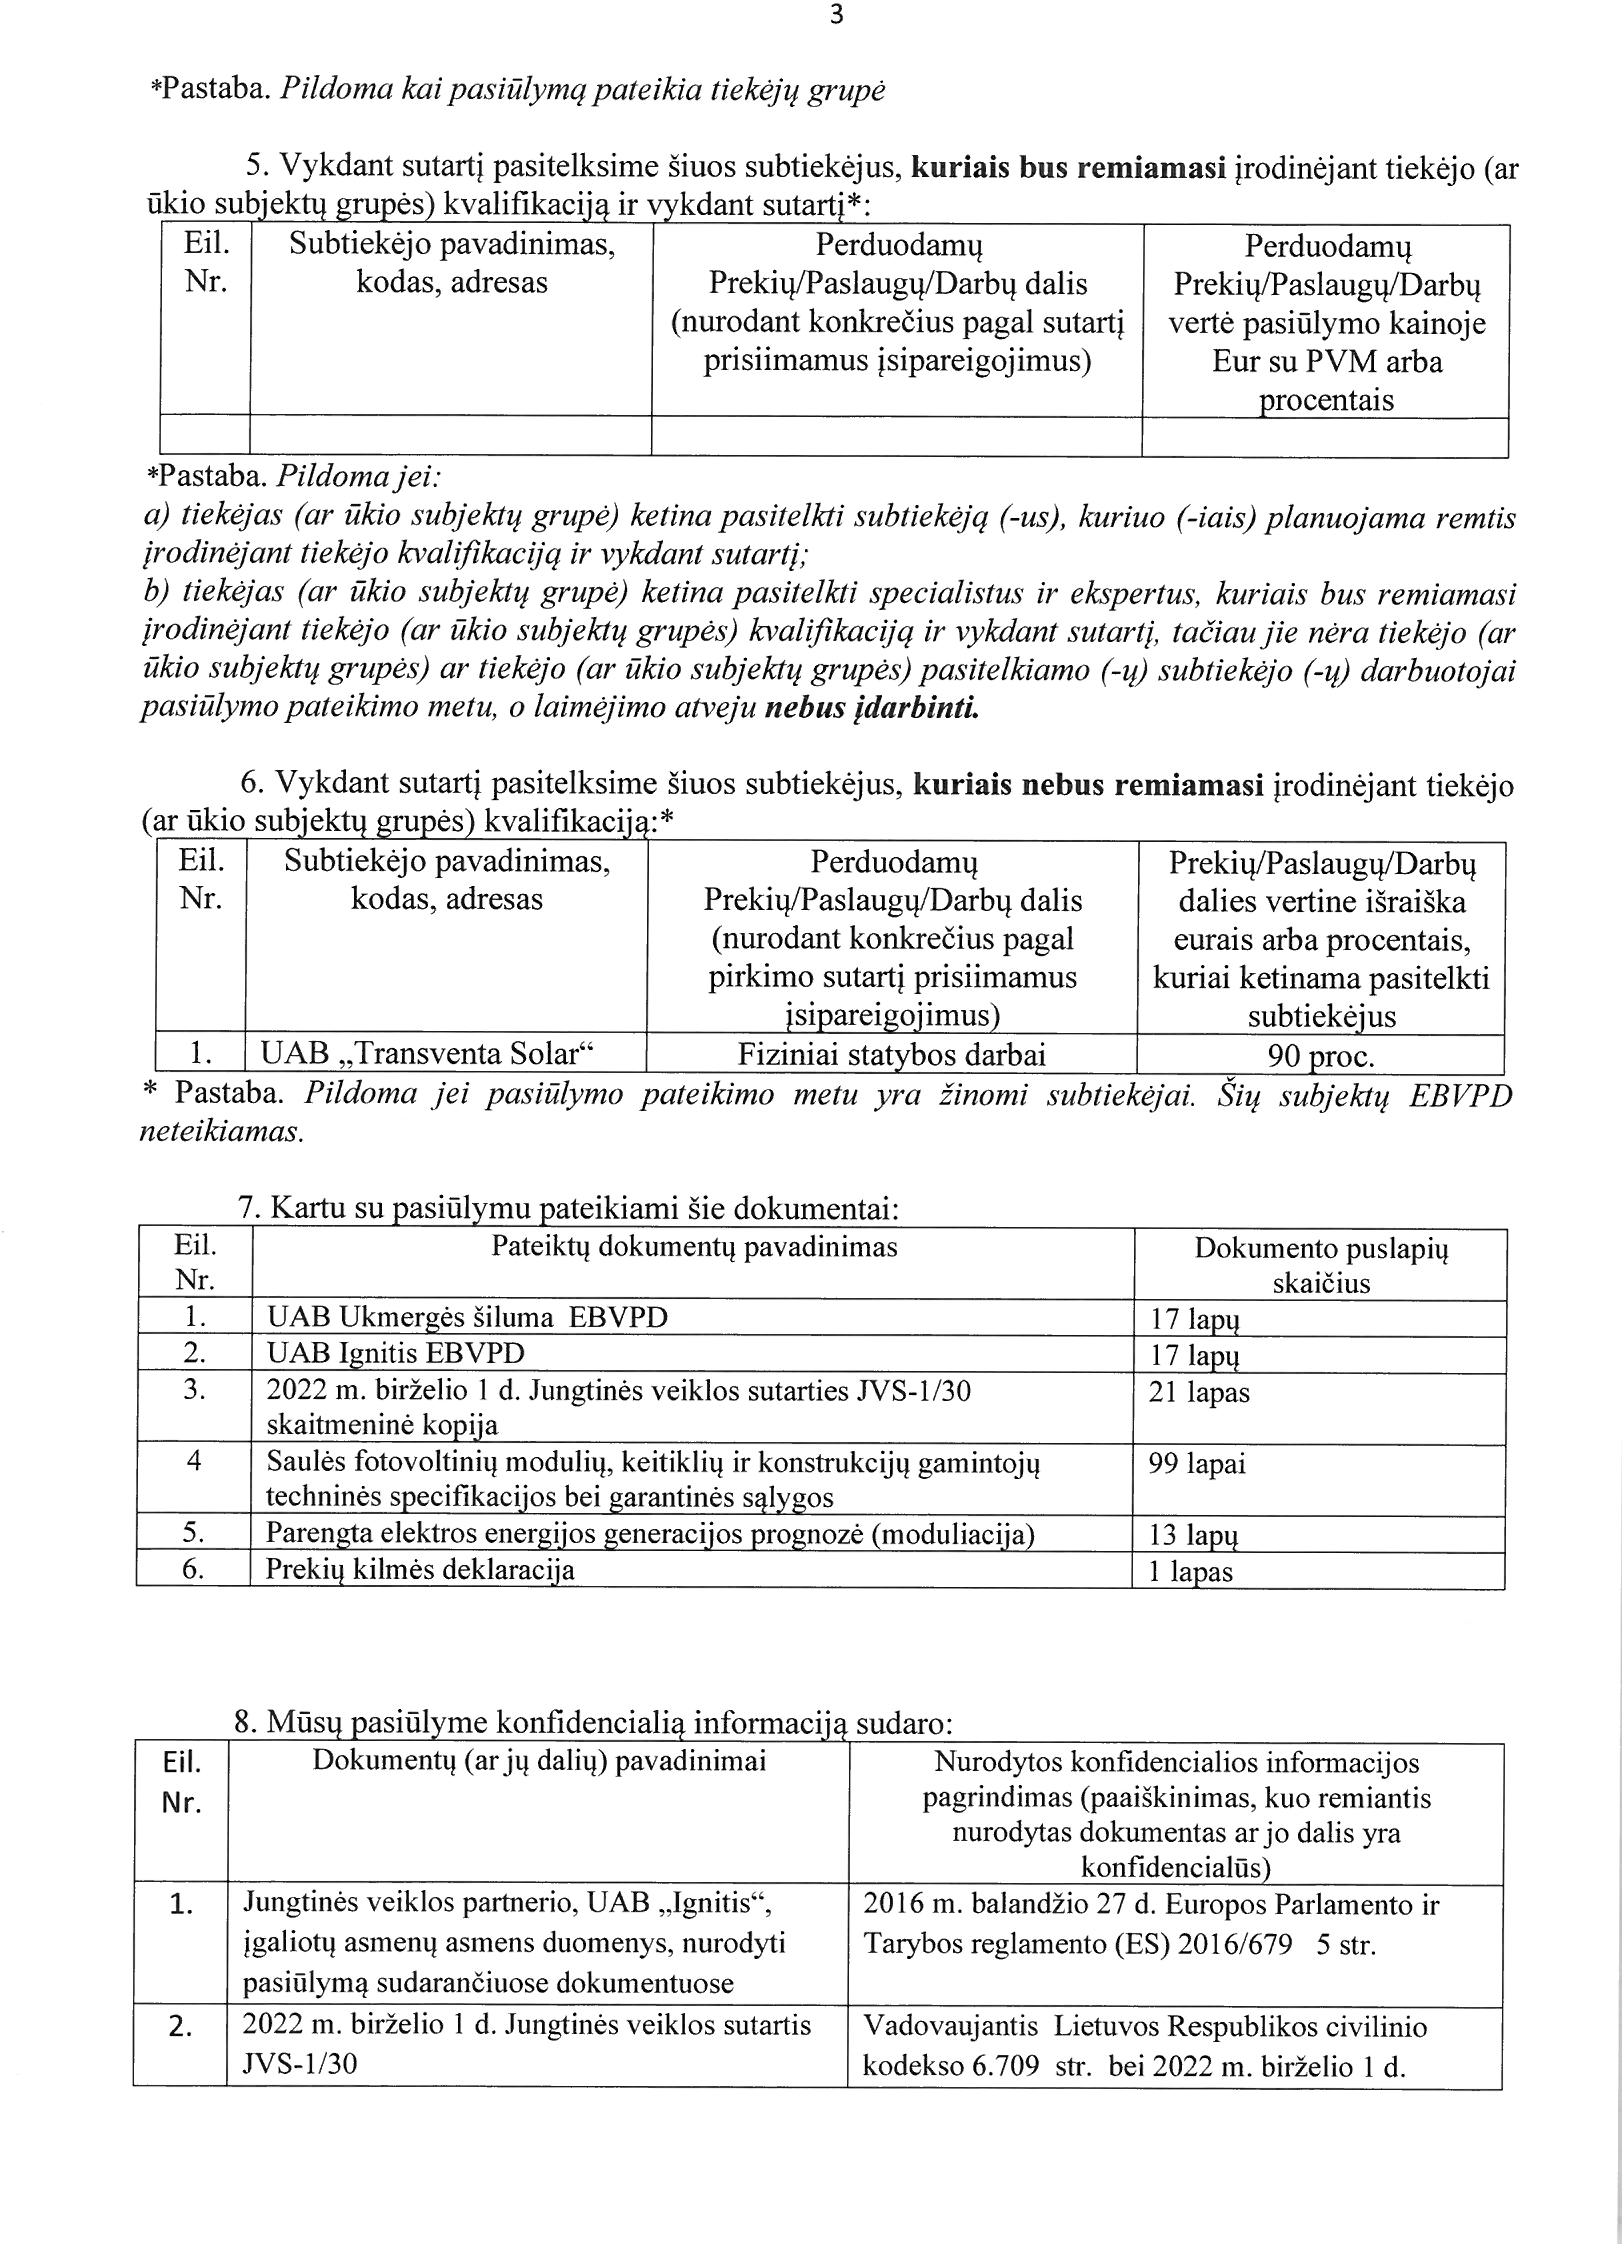 3
*Pastaba. Pildoma kai pasiūlymą pateikia tiekėjų grupė
5. Vykdant sutartį pasitelksime šiuos subtiekėjus, kuriais bus remiamasi įrodinėjant tiekėjo (ar
ūkio subjektų grupės) kvalifikaciją ir vykdant sutartį*:
Eil.
Nr.
Subtiekėjo pavadinimas,
kodas, adresas
Perduodamų
Prekių/Paslaugų/Darbų dalis
(nurodant konkrečius pagal sutartį
prisiimamus įsipareigojimus)
Perduodamų
Prekių/Paslaugų/Darbų
vertė pasiūlymo kainoje
Eur su PVM arba
procentais
*Pastaba. Pildoma jei:
a) tiekėjas (ar ūkio subjektų grupė) ketina pasitelkti subtiekėją (-us), kuriuo (-iais) planuojama remtis
įrodinėjant tiekėjo kvalifikaciją ir vykdant sutartį;
b) tiekėjas (ar ūkio subjektų grupė) ketina pasitelkti specialistus ir ekspertus, kuriais bus remiamasi
įrodinėjant tiekėjo (ar ūkio subjektų grupės) kvalifikaciją ir vykdant sutartį, tačiau jie nėra tiekėjo (ar
ūkio subjektų grupės) ar tiekėjo (ar ūkio subjektų grupės) pasitelkiamo (-ų) subtiekėjo (-ų) darbuotojai
pasiūlymo pateikimo metu, o laimėjimo atveju nebus įdarbinti.
6. Vykdant sutartį pasitelksime šiuos subtiekėjus, kuriais nebus remiamasi įrodinėjant tiekėjo
(ar ūkio subjektų grupės) kvalifikaciją:*
Eil.
Nr.
Subtiekėjo pavadinimas,
kodas, adresas
Perduodamų
Prekių/Paslaugų/Darbų dalis
(nurodant konkrečius pagal
pirkimo sutartį prisiimamus
įsipareigojimus)
Prekių/Paslaugų/Darbų
dalies vertine išraiška
eurais arba procentais,
kuriai ketinama pasitelkti
subtiekėjus
1. UAB „Transventa Solar“ Fiziniai statybos darbai 90 proc.
* Pastaba. Pildoma jei pasiūlymo pateikimo metu yra žinomi subtiekėjai. Šių subjektų EBVPD
neteikiamas.
7. Kartu su pasiūlymu pateikiami šie dokumentai:
Eil.
Nr.
Pateiktų dokumentų pavadinimas
Dokumento puslapių
skaičius
1. UAB Ukmergės šiluma EBVPD 17 lapų
2. UAB Ignitis EBVPD 17 lapų
3. 2022 m. birželio 1 d. Jungtinės veiklos sutarties JVS-1/30 21 lapas
skaitmeninė kopija
4 Saulės fotovoltinių modulių, keitiklių ir konstrukcijų gamintojų 99 lapai
techninės specifikacijos bei garantinės sąlygos
5. Parengta elektros energijos generacijos prognozė (moduliacija) 13 lapų
6. Prekių kilmės deklaracija 1 lapas
8. Mūsų pasiūlyme konfidencialią informaciją sudaro:
Eil.
Nr.
Dokumentų (ar jų dalių) pavadinimai
Nurodytos konfidencialios informacijos
pagrindimas (paaiškinimas, kuo remiantis
nurodytas dokumentas ar jo dalis yra
konfidencialūs)
1.
Jungtinės veiklos partnerio, UAB „Ignitis“,
įgaliotų asmenų asmens duomenys, nurodyti
pasiūlymą sudarančiuose dokumentuose
2016 m. balandžio 27 d. Europos Parlamento ir
Tarybos reglamento (ES) 2016/679 5 str.
2.
2022 m. birželio 1 d. Jungtinės veiklos sutartis
JVS-1/30
Vadovaujantis Lietuvos Respublikos civilinio
kodekso 6.709 str. bei 2022 m. birželio 1 d.